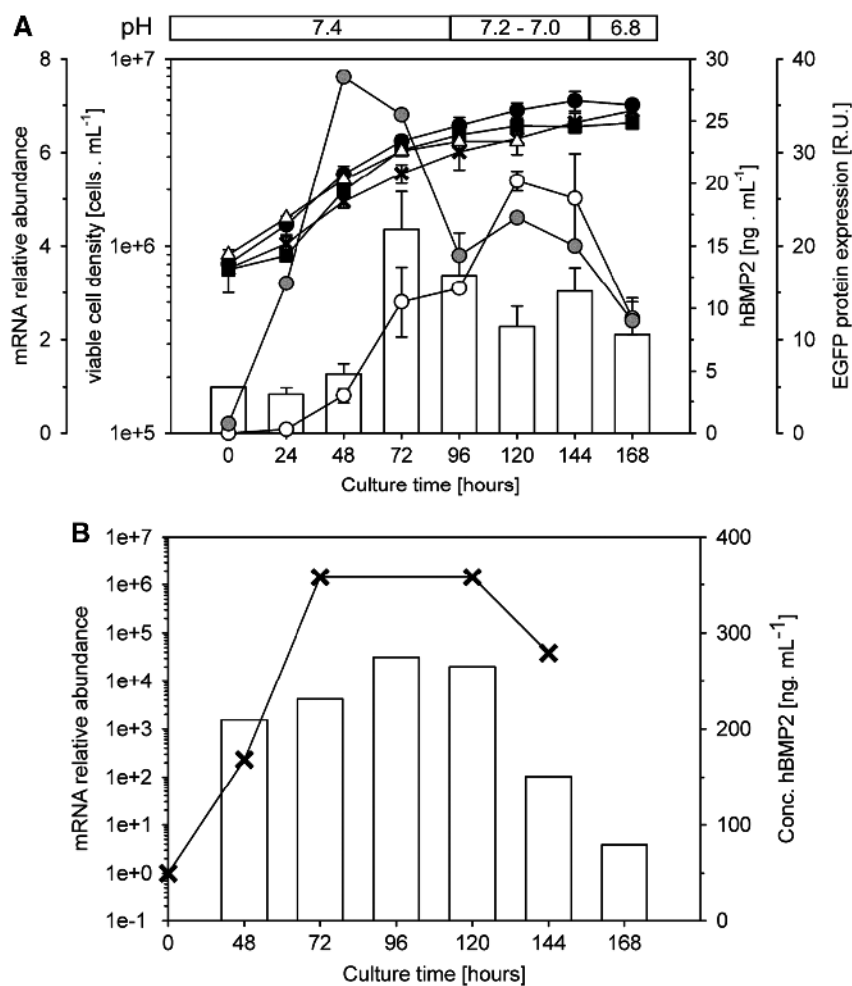 A
pH 7.4 7.2 - 7.0 6.8
8 1e+7 30 40
25
6 30
20
4 1e+6 15 20
10
2 10
5
0 1e+5 0 0
mRNA relative abundance
viable cell density [cells . mL-1]
hBMP2 [ng . mL-1]
EGFP protein expression [R.U.]
0 24 48 72 96 120 144 168
Culture time [hours]
B
1e+7 400
1e+6
1e+5 300
1e+4
1e+3 200
1e+2
1e+1 100
1e+0
1e-1 0
mRNA relative abundance
Conc. hBMP2 [ng. mL-1]
0 48 72 96 120 144 168
Culture time [hours]